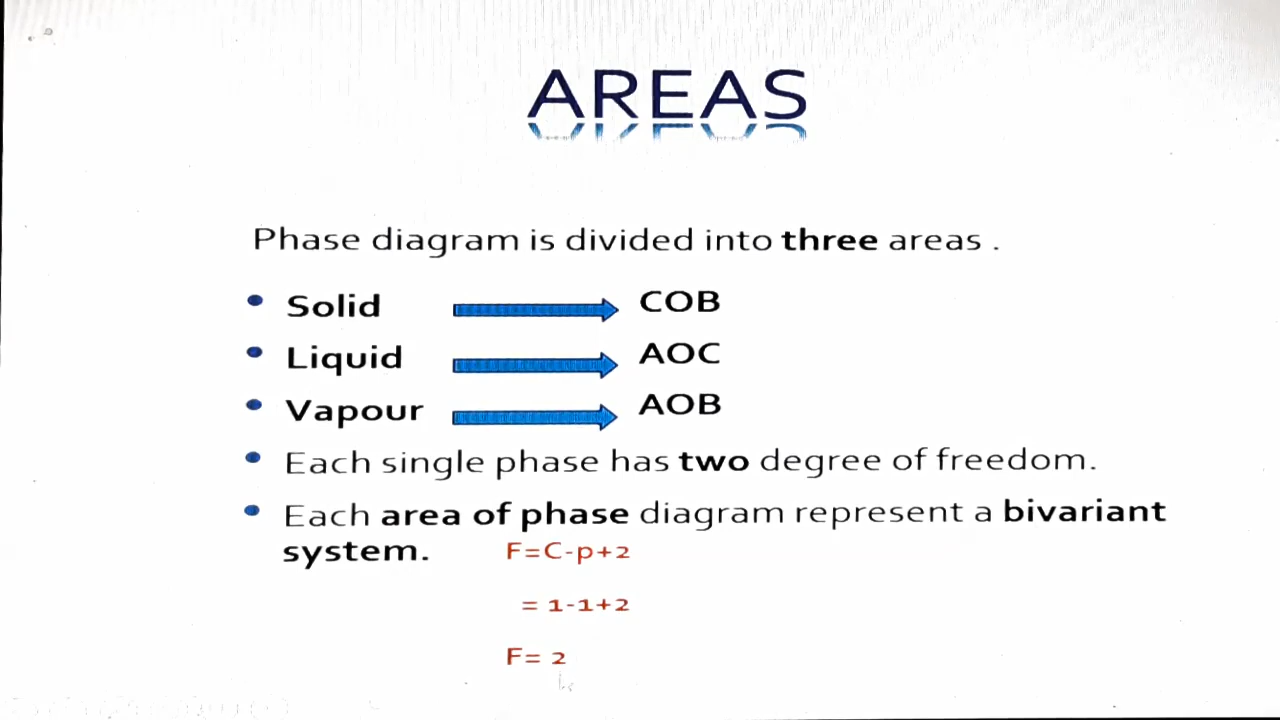 AREAS
Phase diagram is divided into three areas .
• Solid COB
• Liquid AOC
• Vapour AOB
• Each single phase has two degree of freedom.
• Each area of phase diagram represent a bivariant
system. F=C-p+2
= 1-1+2
F= 2